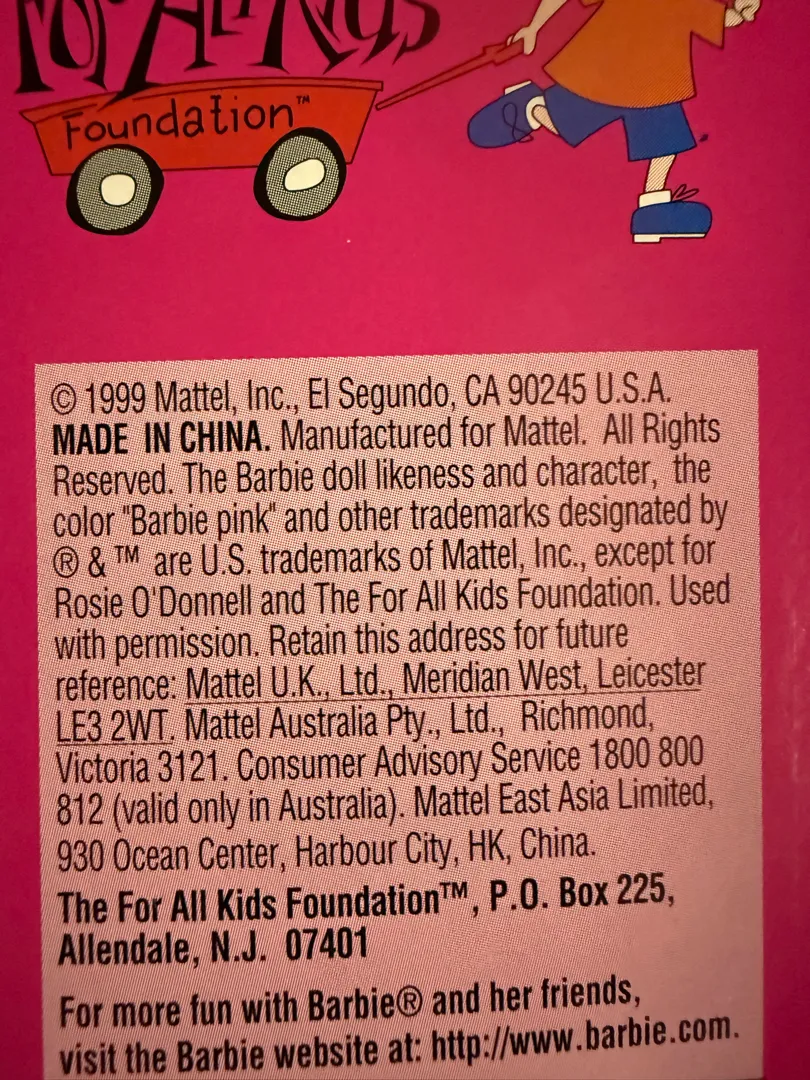 For All Kids
Foundation™
© 1999 Mattel, Inc., El Segundo, CA 90245 U.S.A.
MADE IN CHINA. Manufactured for Mattel. All Rights
Reserved. The Barbie doll likeness and character, the
color "Barbie pink" and other trademarks designated by
® & ™ are U.S. trademarks of Mattel, Inc., except for
Rosie O'Donnell and The For All Kids Foundation. Used
with permission. Retain this address for future
reference: Mattel U.K., Ltd., Meridian West, Leicester
LE3 2WT. Mattel Australia Pty., Ltd., Richmond,
Victoria 3121. Consumer Advisory Service 1800 800
812 (valid only in Australia). Mattel East Asia Limited,
930 Ocean Center, Harbour City, HK, China.
The For All Kids Foundation™, P.O. Box 225,
Allendale, N.J. 07401
For more fun with Barbie® and her friends,
visit the Barbie website at: http://www.barbie.com.